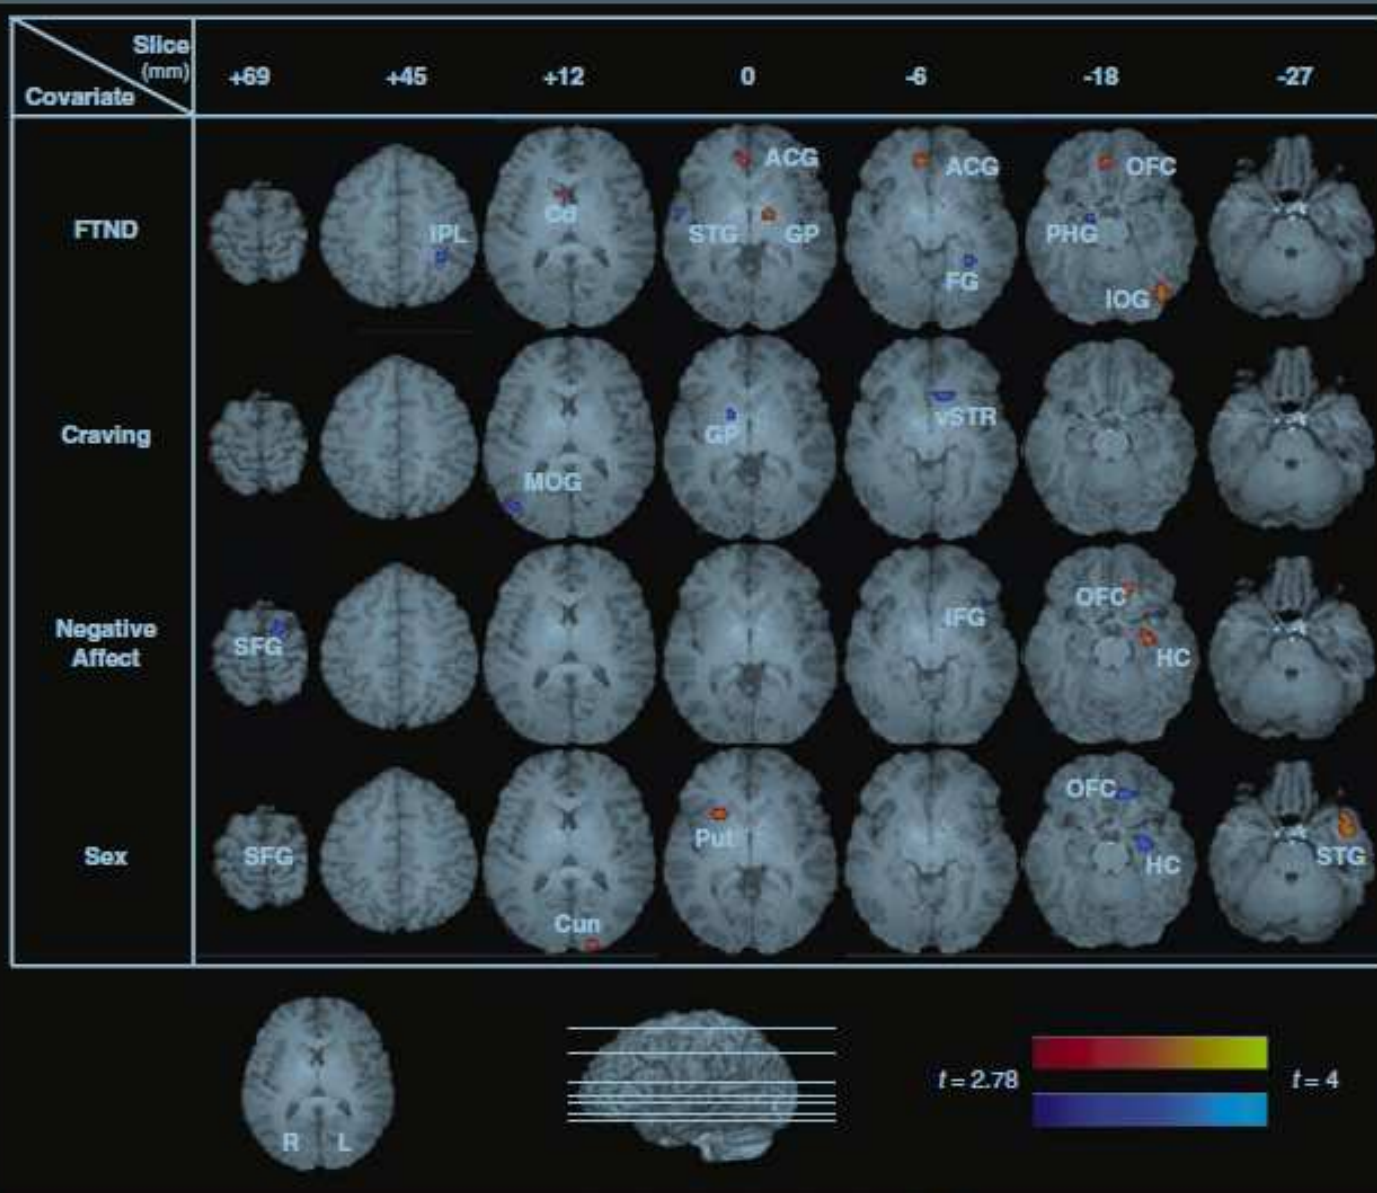 Slice
(mm)
Covariate
+69 +45 +12 0 -6 -18 -27
FTND
IPL
Cd
ACG
STG GP
ACG
FG
OFC
PHG
IOG
Craving
MOG
GP
vSTR
Negative
Affect
SFG
IFG
OFC
HC
Sex
SFG
Cun
Put
OFC
HC
STG
R L
t = 2.78 t = 4